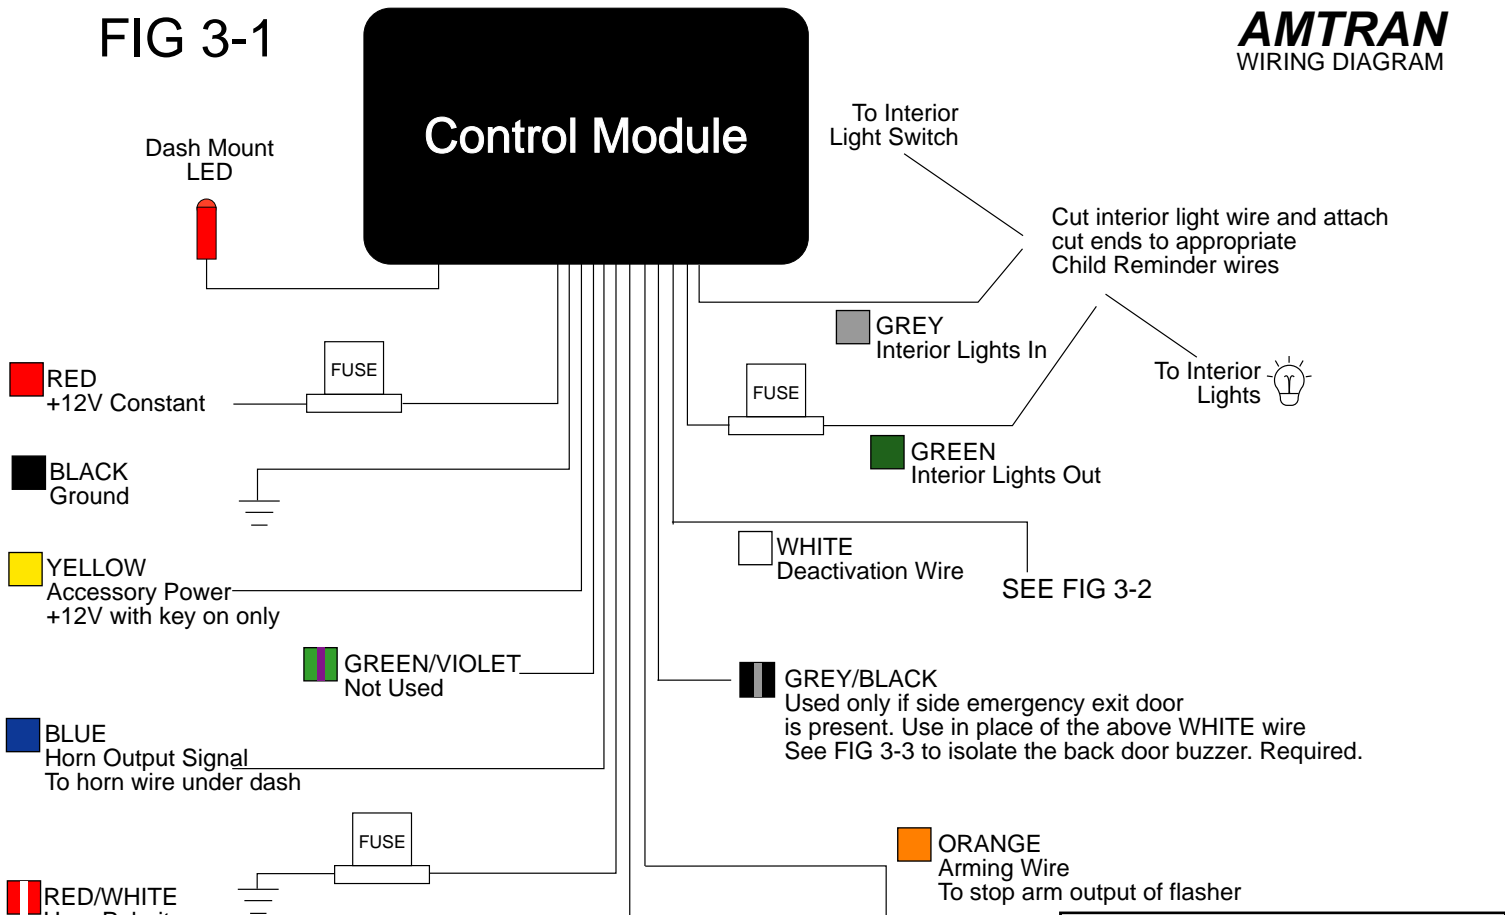 FIG 3-1
AMTRAN
WIRING DIAGRAM
Control Module
To Interior
Light Switch
Dash Mount
LED
Cut interior light wire and attach
cut ends to appropriate
Child Reminder wires
GREY
Interior Lights In
FUSE
RED
+12V Constant
FUSE
To Interior
Lights
GREEN
Interior Lights Out
BLACK
Ground
WHITE
Deactivation Wire
SEE FIG 3-2
YELLOW
Accessory Power
+12V with key on only
GREEN/VIOLET
Not Used
GREY/BLACK
Used only if side emergency exit door
is present. Use in place of the above WHITE wire
See FIG 3-3 to isolate the back door buzzer. Required.
BLUE
Horn Output Signal
To horn wire under dash
FUSE
ORANGE
Arming Wire
To stop arm output of flasher
RED/WHITE